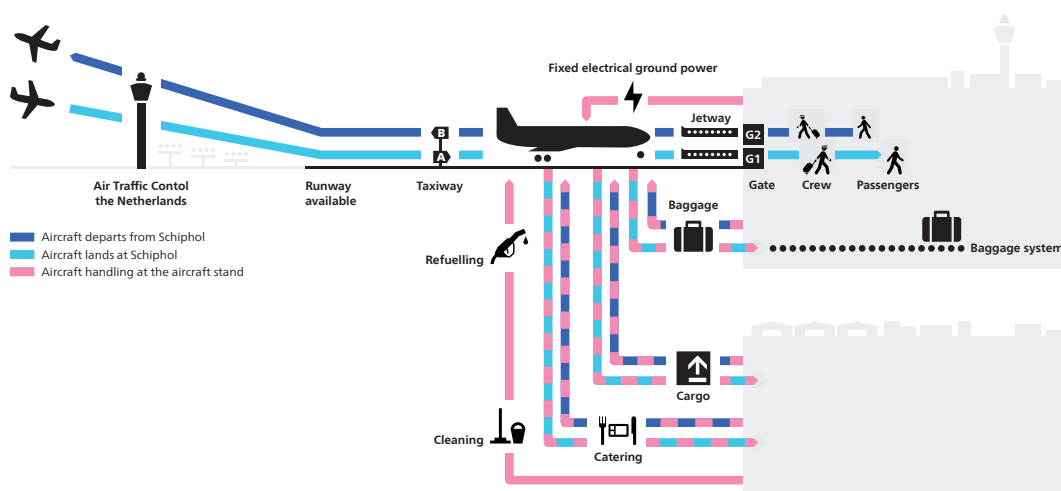 Fixed electrical ground power
Jetway
B
G2
A
G1
Air Traffic Contol
the Netherlands
Runway
available
Taxiway
Gate
Crew
Passengers
Baggage
Aircraft departs from Schiphol
Aircraft lands at Schiphol
Aircraft handling at the aircraft stand
Refuelling
Baggage system
Cargo
Cleaning
Catering